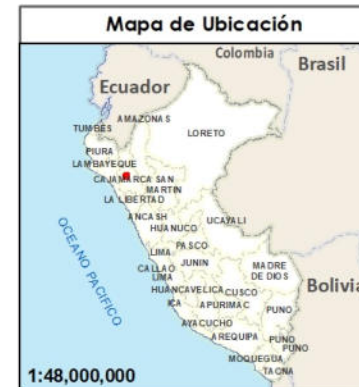 Mapa de Ubicación
Colombia
Brasil
Ecuador
AMAZONAS
TUMBES
LORETO
PIURA
LAMBAYEQUE
CAJAMARCA SAN
MARTIN
LA LIBERTAD
ANCASH
UCAYALI
HUANUCO
PASCO
LIMA
JUNIN
CALLAO
LIMA
MADRE
DE DIOS
Bolivia
HUANCAVELICA CUSCO
ICA
APURIMAC
PUNO
AYACUCHO
AREQUIPA
PUNO
PUNO
MOQUEGUA
TACNA
OCEANO PACIFICO
1:48,000,000